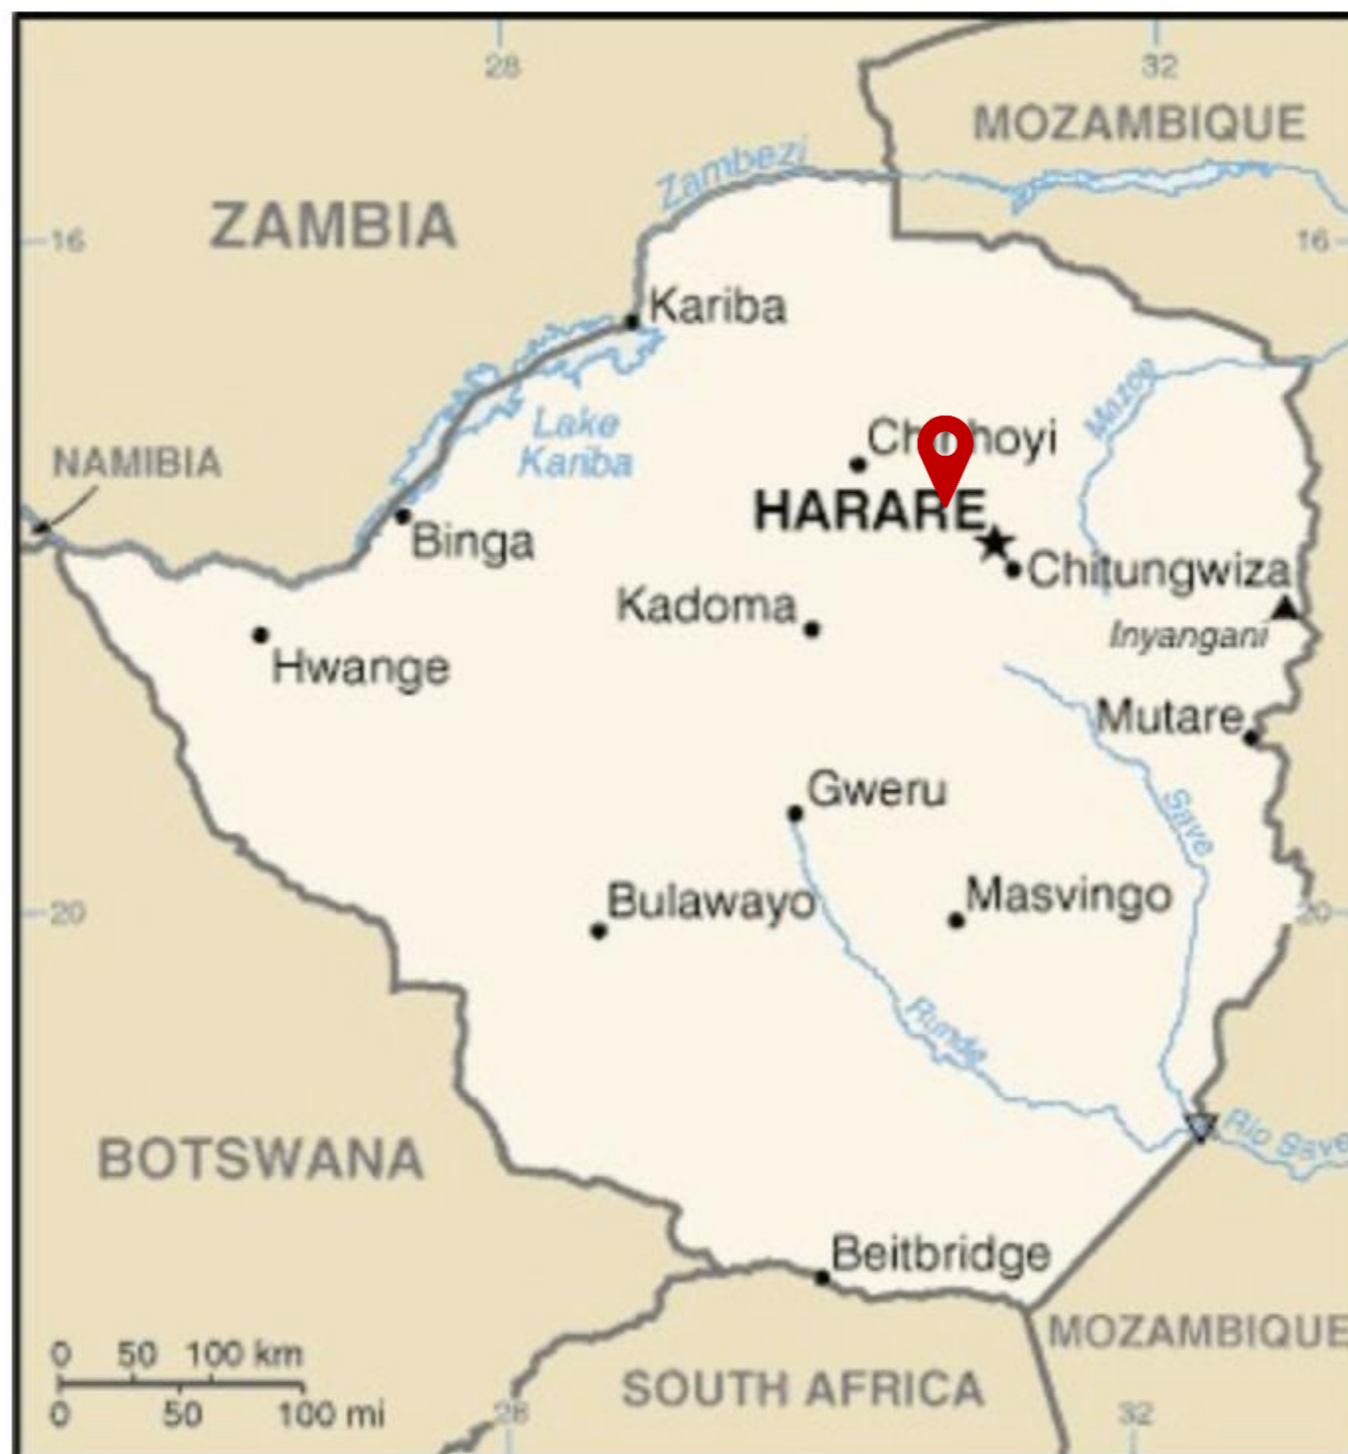 28
32
MOZAMBIQUE
Zambezi
ZAMBIA
16
16
Kariba
Mazoe
Lake
Kariba
NAMIBIA
HARARE
Binga
Chitungwiza
Kadoma
Inyangani
Hwange
Mutare
Gweru
Save
Bulawayo
Masvingo
20
20
Runde
BOTSWANA
Rio Save
Beitbridge
MOZAMBIQUE
0 50 100 km
SOUTH AFRICA
0 50 100 mi
28
32